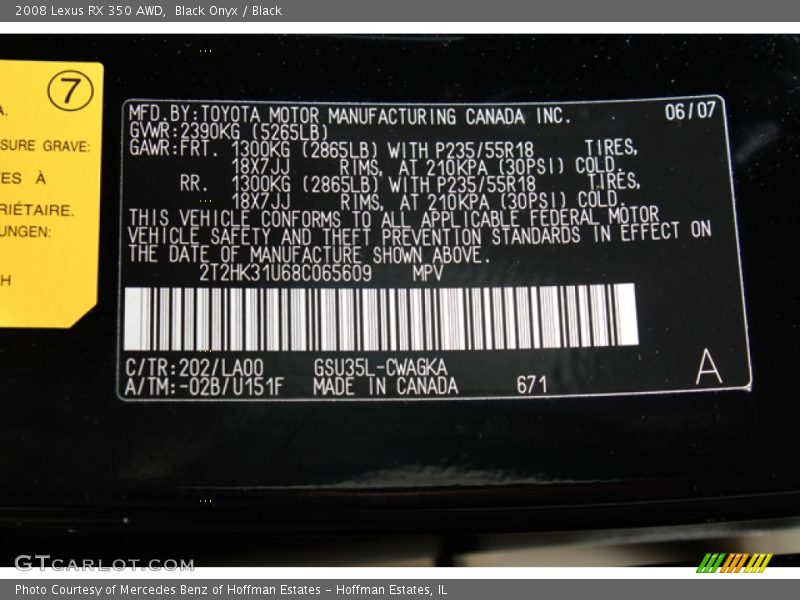 2008 Lexus RX 350 AWD,  Black Onyx / Black
7
A.
SURE GRAVE:
ES À
RIÉTAIRE.
UNGEN:
H
MFD.BY:TOYOTA MOTOR MANUFACTURING CANADA INC.    06/07
GVWR:2390KG (5265LB)
GAWR:FRT. 1300KG (2865LB) WITH P235/55R18 TIRES,
18X7JJ RIMS, AT 210KPA (30PSI) COLD.
RR. 1300KG (2865LB) WITH P235/55R18 TIRES,
18X7JJ RIMS, AT 210KPA (30PSI) COLD.
THIS VEHICLE CONFORMS TO ALL APPLICABLE FEDERAL MOTOR
VEHICLE SAFETY AND THEFT PREVENTION STANDARDS IN EFFECT ON
THE DATE OF MANUFACTURE SHOWN ABOVE.
2T2HK31U68C065609 MPV
C/TR:202/LA00 GSU35L-CWAGKA
A/TM:-02B/U151F MADE IN CANADA 671
A
GTCARLOT.COM
Photo Courtesy of Mercedes Benz of Hoffman Estates - Hoffman Estates, IL